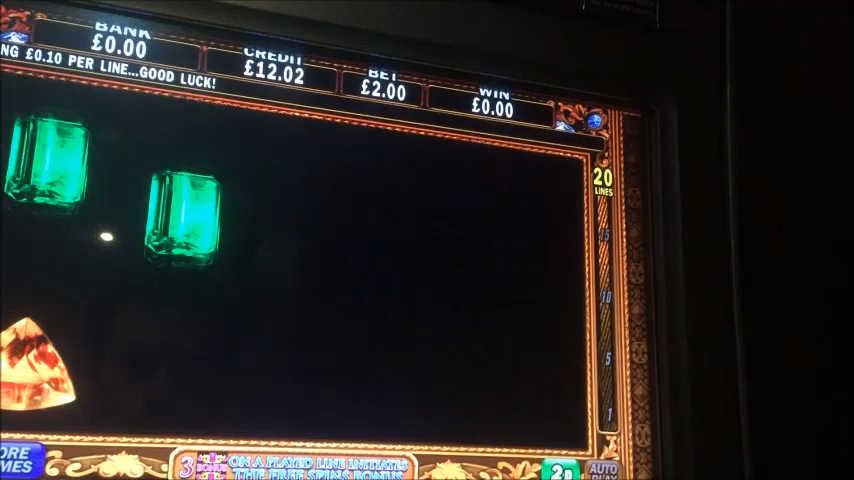 BANK
£0.00
CREDIT
£12.02
BET
£2.00
WIN
£0.00
NG £0.10 PER LINE...GOOD LUCK!
20
LINES
15
10
5
1
ORE
MES
3 BONUS ON A PLAYED LINE INITIATES
THE FREE SPINS BONUS
2p
AUTO
PLAY